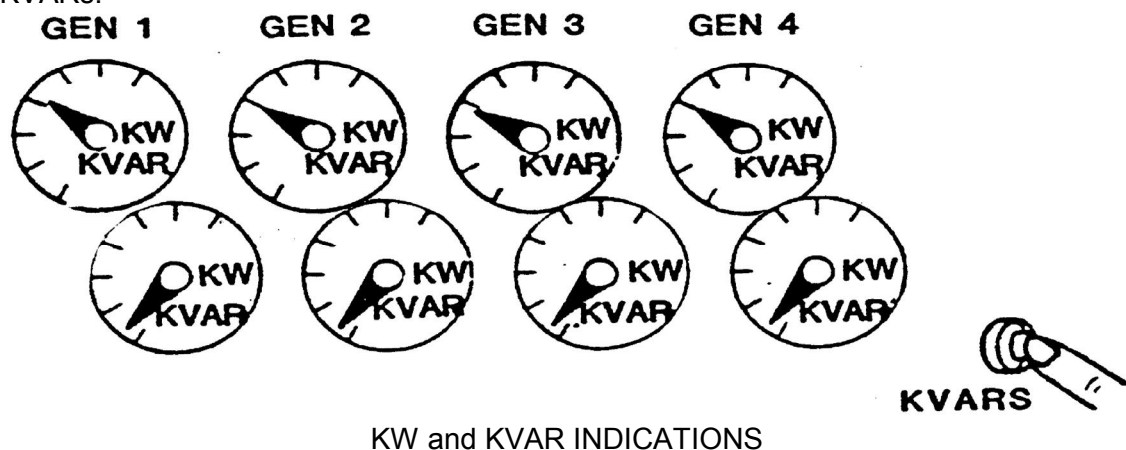 KVARs.
GEN 1 GEN 2 GEN 3 GEN 4
KW KW KW KW
KVAR KVAR KVAR KVAR
KW KW KW KW
KVAR KVAR KVAR KVAR
KVARS
KW and KVAR INDICATIONS